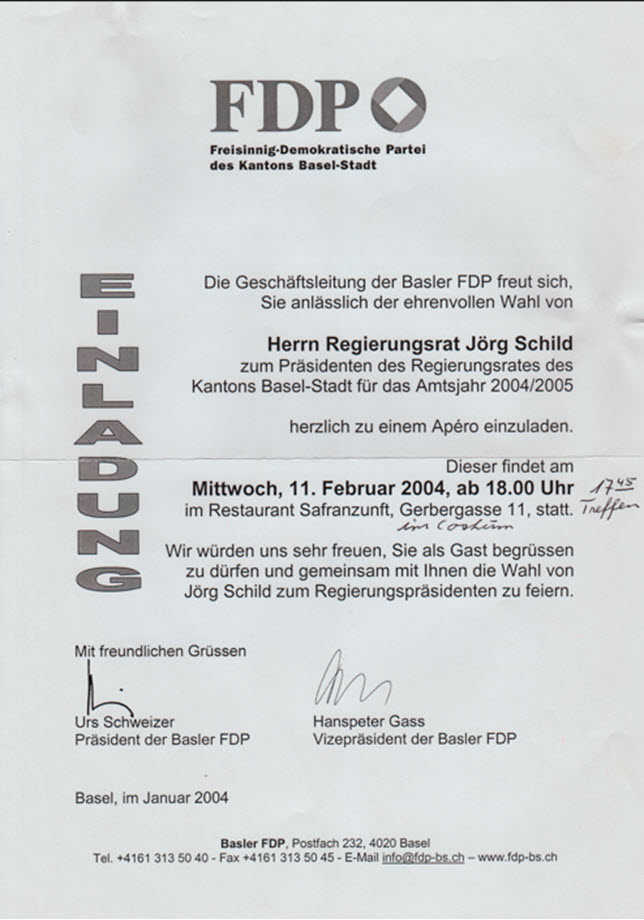 FDP
Freisinnig-Demokratische Partei
des Kantons Basel-Stadt
EINLADUNG
Die Geschäftsleitung der Basler FDP freut sich,
Sie anlässlich der ehrenvollen Wahl von
Herrn Regierungsrat Jörg Schild
zum Präsidenten des Regierungsrates des
Kantons Basel-Stadt für das Amtsjahr 2004/2005
herzlich zu einem Apéro einzuladen.
Dieser findet am
Mittwoch, 11. Februar 2004, ab 18.00 Uhr 17 45
im Restaurant Safranzunft, Gerbergasse 11, statt. Treffen
im Costüm
Wir würden uns sehr freuen, Sie als Gast begrüssen
zu dürfen und gemeinsam mit Ihnen die Wahl von
Jörg Schild zum Regierungspräsidenten zu feiern.
Mit freundlichen Grüssen
Urs Schweizer Hanspeter Gass
Präsident der Basler FDP Vizepräsident der Basler FDP
Basel, im Januar 2004
Basler FDP, Postfach 232, 4020 Basel
Tel. +4161 313 50 40 - Fax +4161 313 50 45 - E-Mail info@fdp-bs.ch – www.fdp-bs.ch